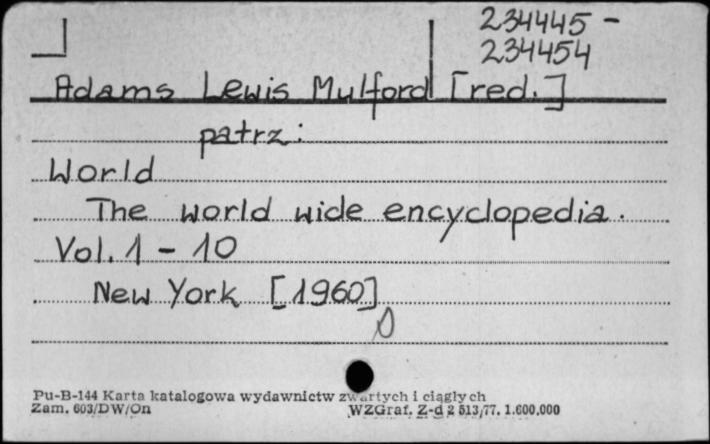 234445 -
234454
Adams Lewis Mulford [red.]
patrz:
World
The world wide encyclopedia.
Vol. 1 - 10
New York [1960]
Pu-B-144 Karta katalogowa wydawnictw zwartych i ciągłych
Zam. 603/DW/On WZGraf. Z-d 2 513/77. 1.600.000